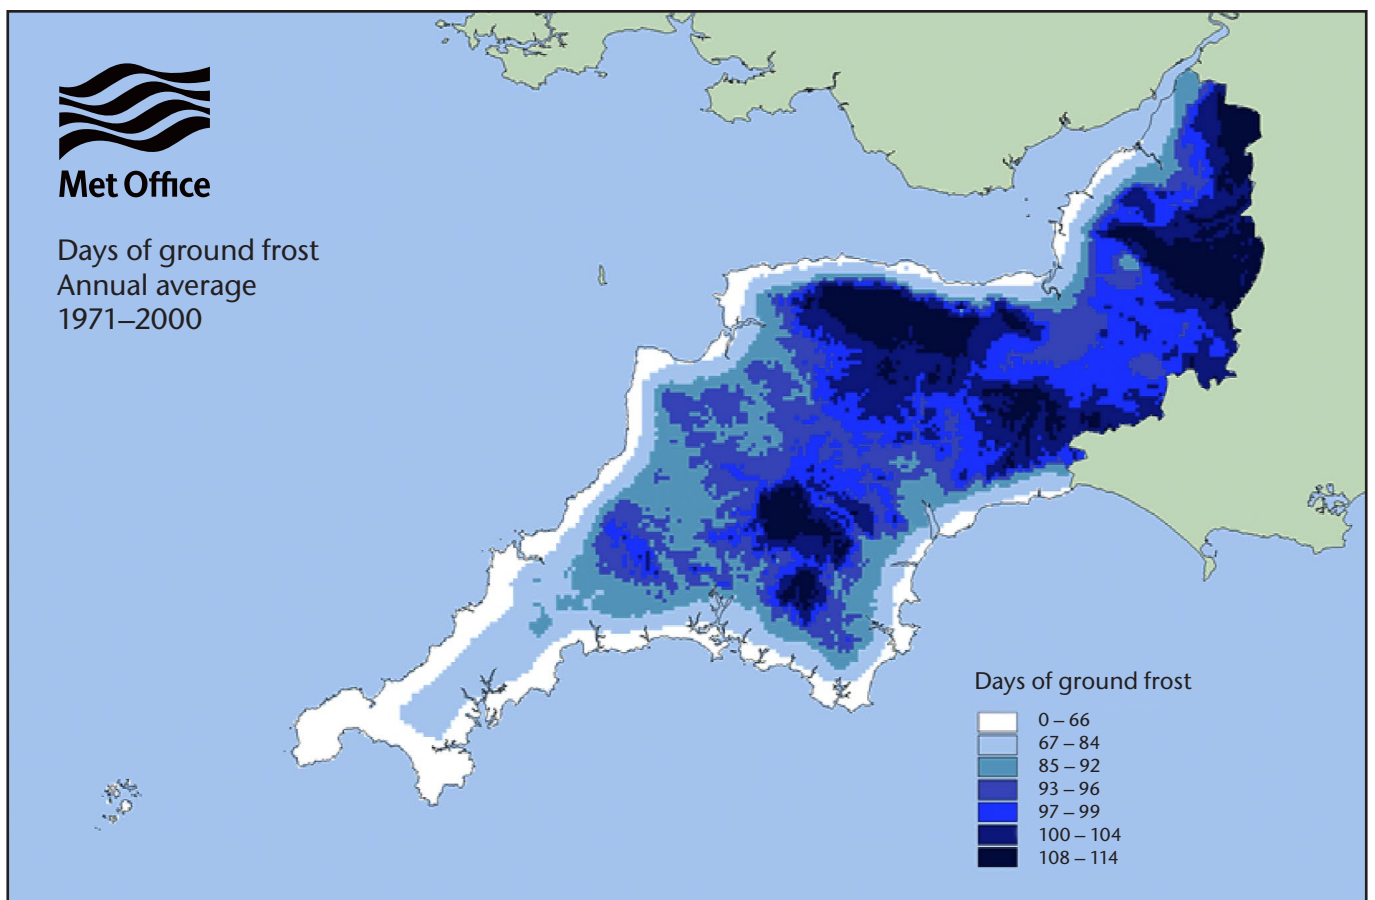 Met Office
Days of ground frost
Annual average
1971–2000
Days of ground frost
0 – 66
67 – 84
85 – 92
93 – 96
97 – 99
100 – 104
108 – 114